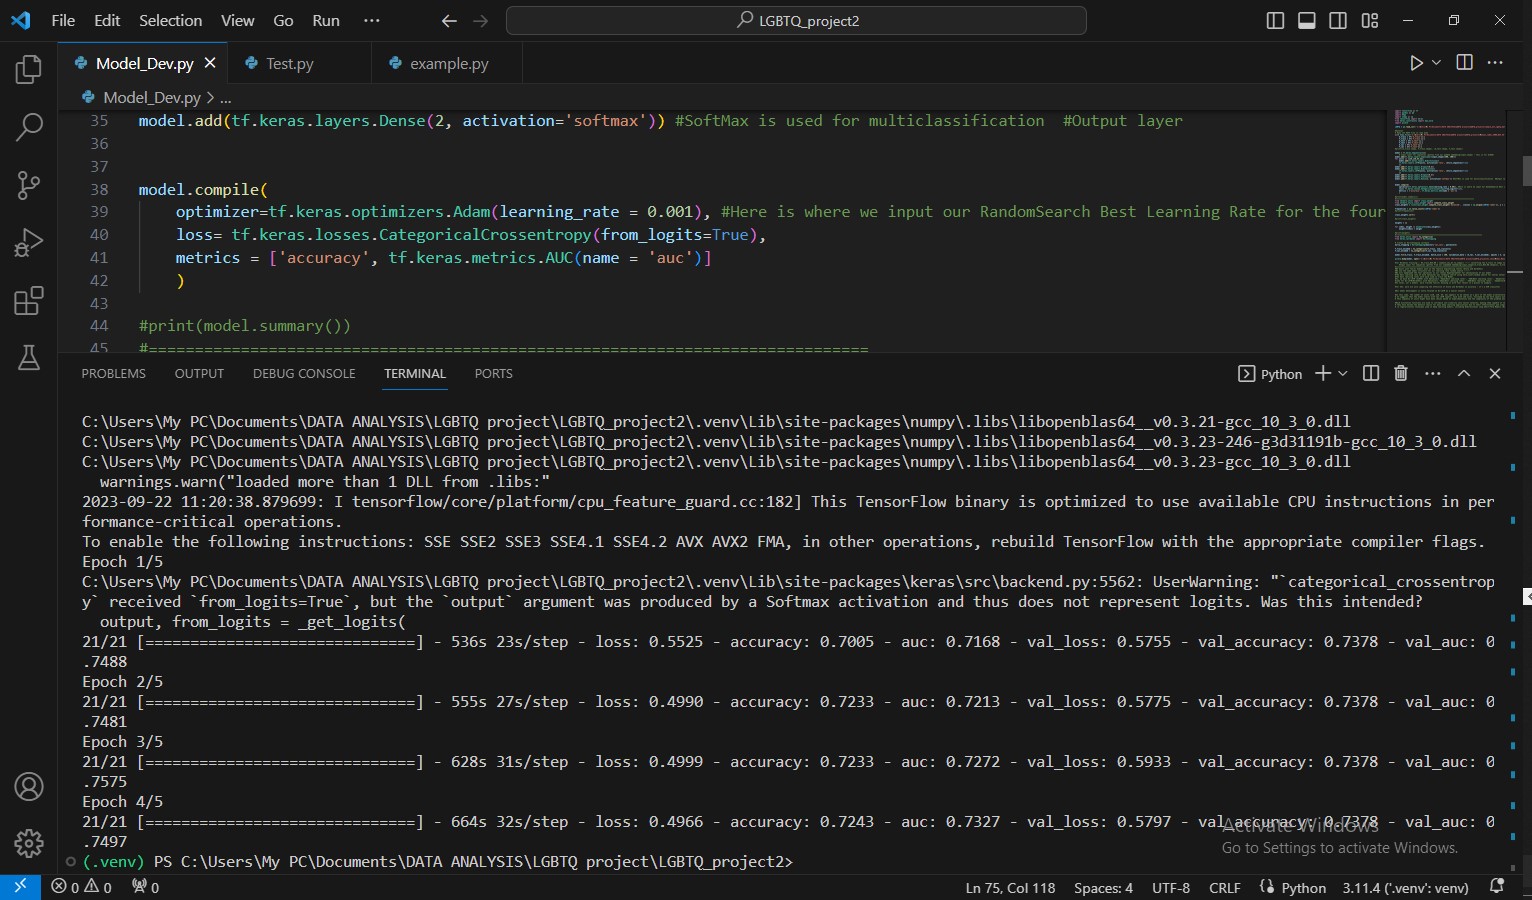 File Edit Selection View Go Run ··· LGBTQ_project2
Model_Dev.py Test.py example.py
Model_Dev.py > ...
35 model.add(tf.keras.layers.Dense(2, activation='softmax')) #SoftMax is used for multiclassification #Output layer
36
37
38 model.compile(
39 optimizer=tf.keras.optimizers.Adam(learning_rate = 0.001), #Here is where we input our RandomSearch Best Learning Rate for the four
40 loss= tf.keras.losses.CategoricalCrossentropy(from_logits=True),
41 metrics = ['accuracy', tf.keras.metrics.AUC(name = 'auc')]
42 )
43
44 #print(model.summary())
45 #==============================================================================
PROBLEMS OUTPUT DEBUG CONSOLE TERMINAL PORTS Python
C:\Users\My PC\Documents\DATA ANALYSIS\LGBTQ project\LGBTQ_project2\.venv\Lib\site-packages\numpy\.libs\libopenblas64__v0.3.21-gcc_10_3_0.dll
C:\Users\My PC\Documents\DATA ANALYSIS\LGBTQ project\LGBTQ_project2\.venv\Lib\site-packages\numpy\.libs\libopenblas64__v0.3.23-246-g3d31191b-gcc_10_3_0.dll
C:\Users\My PC\Documents\DATA ANALYSIS\LGBTQ project\LGBTQ_project2\.venv\Lib\site-packages\numpy\.libs\libopenblas64__v0.3.23-gcc_10_3_0.dll
warnings.warn("loaded more than 1 DLL from .libs:"
2023-09-22 11:20:38.879699: I tensorflow/core/platform/cpu_feature_guard.cc:182] This TensorFlow binary is optimized to use available CPU instructions in per
formance-critical operations.
To enable the following instructions: SSE SSE2 SSE3 SSE4.1 SSE4.2 AVX AVX2 FMA, in other operations, rebuild TensorFlow with the appropriate compiler flags.
Epoch 1/5
C:\Users\My PC\Documents\DATA ANALYSIS\LGBTQ project\LGBTQ_project2\.venv\Lib\site-packages\keras\src\backend.py:5562: UserWarning: "`categorical_crossentrop
y` received `from_logits=True`, but the `output` argument was produced by a Softmax activation and thus does not represent logits. Was this intended?
output, from_logits = _get_logits(
21/21 [==============================] - 536s 23s/step - loss: 0.5525 - accuracy: 0.7005 - auc: 0.7168 - val_loss: 0.5755 - val_accuracy: 0.7378 - val_auc: 0
.7488
Epoch 2/5
21/21 [==============================] - 555s 27s/step - loss: 0.4990 - accuracy: 0.7233 - auc: 0.7213 - val_loss: 0.5775 - val_accuracy: 0.7378 - val_auc: 0
.7481
Epoch 3/5
21/21 [==============================] - 628s 31s/step - loss: 0.4999 - accuracy: 0.7233 - auc: 0.7272 - val_loss: 0.5933 - val_accuracy: 0.7378 - val_auc: 0
.7575
Epoch 4/5
21/21 [==============================] - 664s 32s/step - loss: 0.4966 - accuracy: 0.7243 - auc: 0.7327 - val_loss: 0.5797 - val_accuracy: 0.7378 - val_auc: 0
.7497
Activate Windows
Go to Settings to activate Windows.
(.venv) PS C:\Users\My PC\Documents\DATA ANALYSIS\LGBTQ project\LGBTQ_project2>
0 0 0 Ln 75, Col 118 Spaces: 4 UTF-8 CRLF Python 3.11.4 ('.venv': venv)